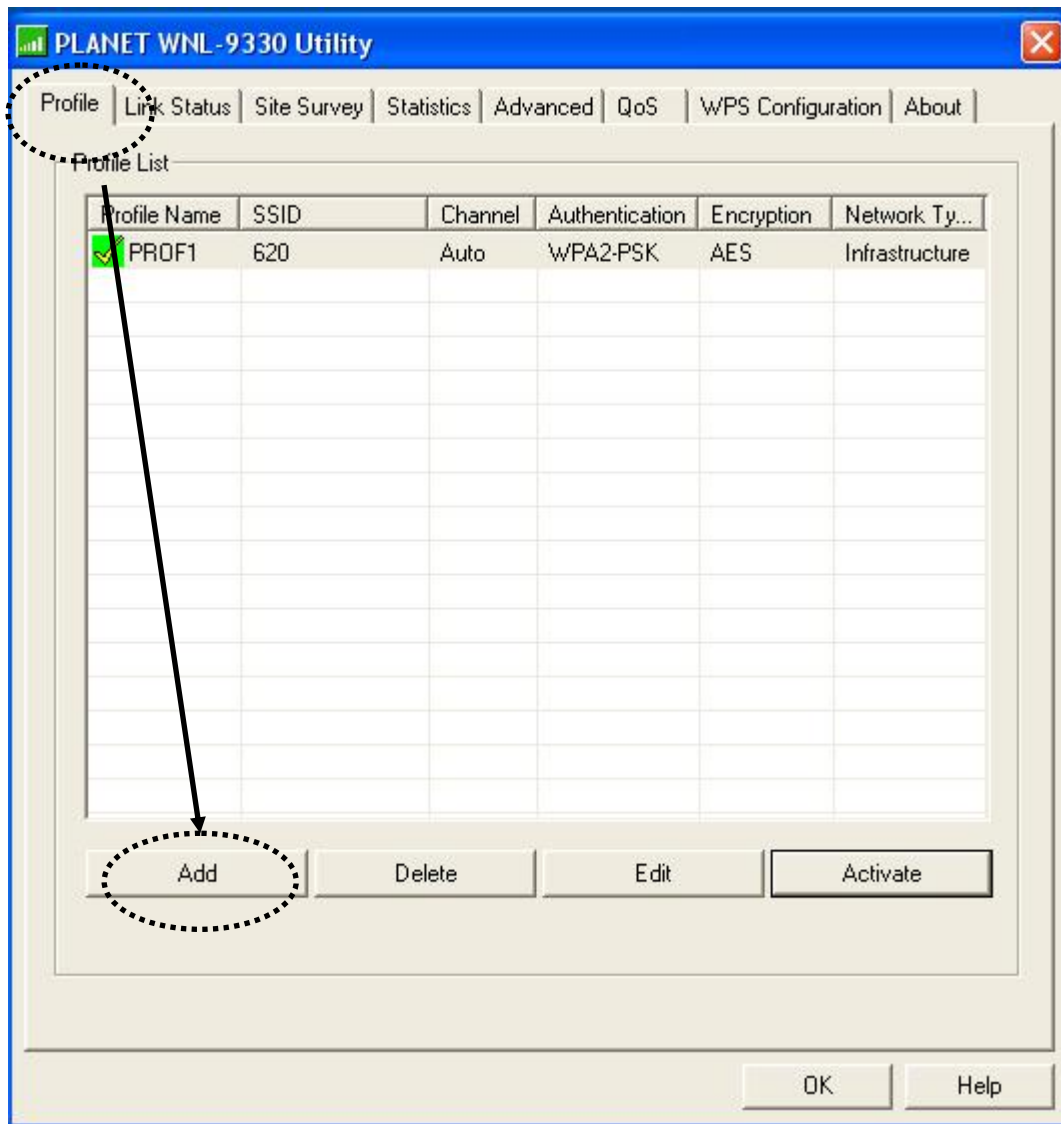 PLANET WNL-9330 Utility
Profile Link Status Site Survey Statistics Advanced QoS WPS Configuration About
Profile List
Profile Name SSID Channel Authentication Encryption Network Ty...
PROF1 620 Auto WPA2-PSK AES Infrastructure
Add Delete Edit Activate
OK Help